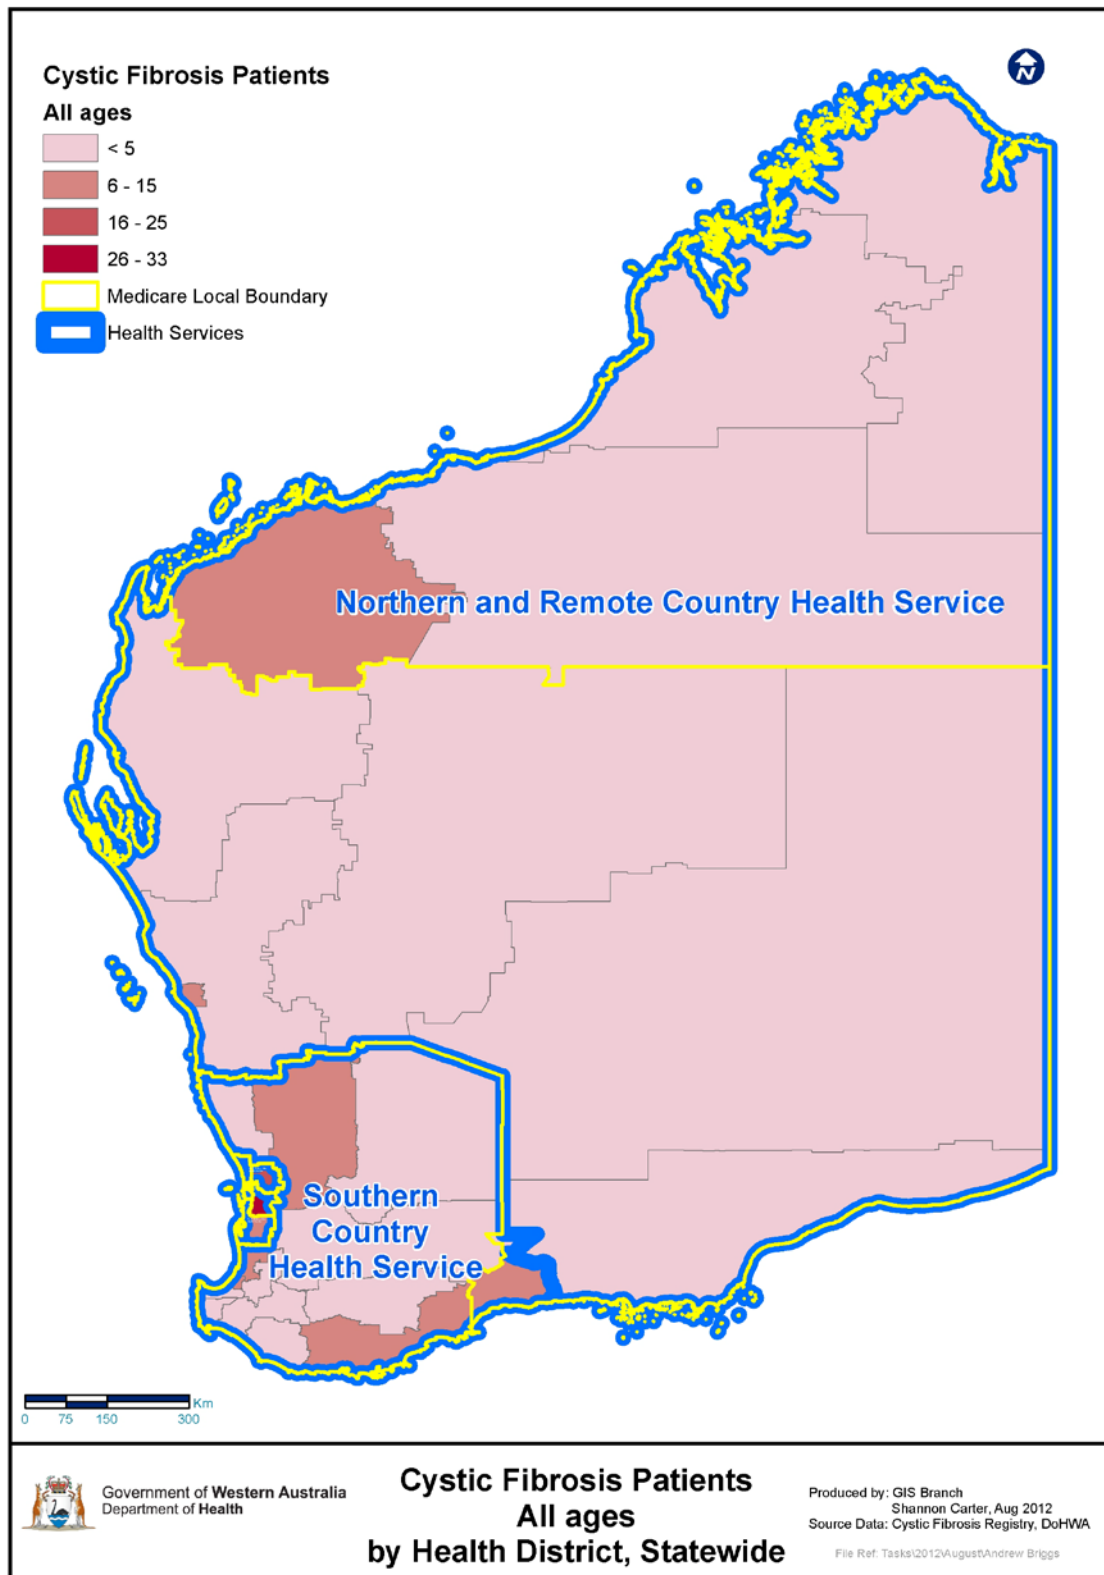 Cystic Fibrosis Patients
All ages
< 5
6 - 15
16 - 25
26 - 33
Medicare Local Boundary
Health Services
N
Northern and Remote Country Health Service
Southern
Country
Health Service
Km
0 75 150 300
Government of Western Australia
Department of Health
Cystic Fibrosis Patients
All ages
by Health District, Statewide
Produced by: GIS Branch
Shannon Carter, Aug 2012
Source Data: Cystic Fibrosis Registry, DoHWA
File Ref: Tasks\2012\August\Andrew Briggs